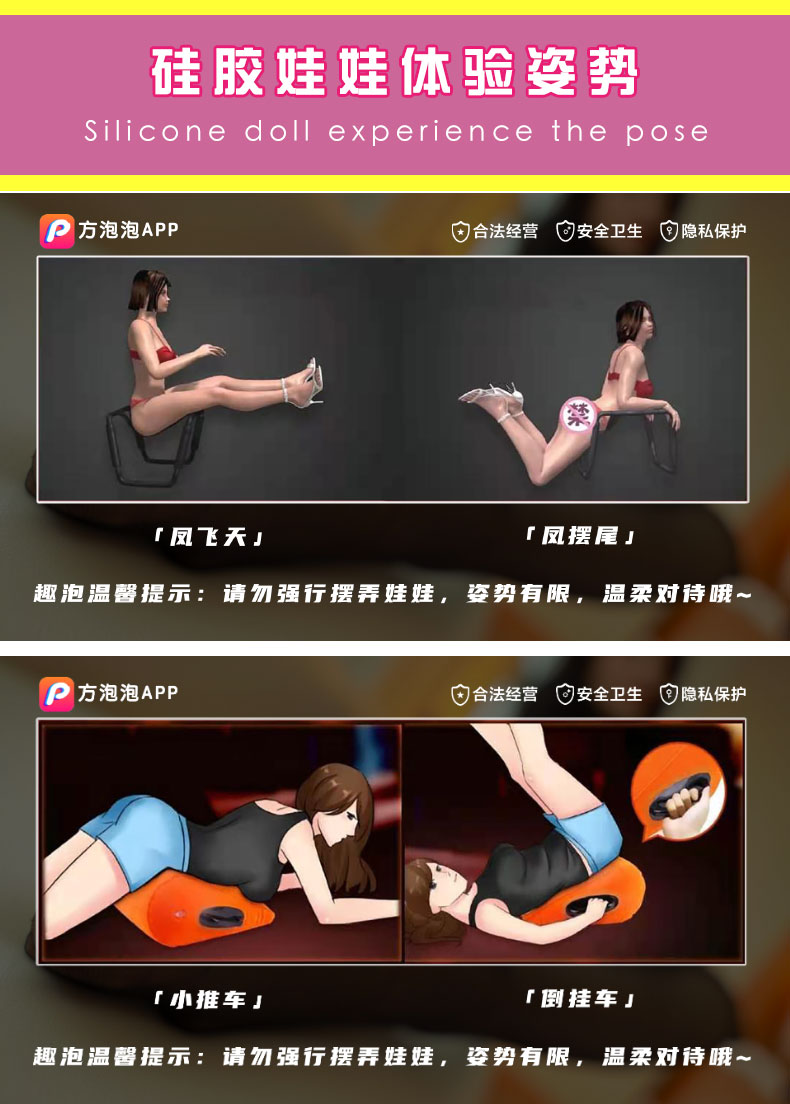 硅胶娃娃体验姿势
Silicone doll experience the pose
方泡泡APP
合法经营 安全卫生 隐私保护
禁
「凤飞天」 「凤摆尾」
趣泡温馨提示：请勿强行摆弄娃娃，姿势有限，温柔对待哦~
方泡泡APP
合法经营 安全卫生 隐私保护
「小推车」 「倒挂车」
趣泡温馨提示：请勿强行摆弄娃娃，姿势有限，温柔对待哦~